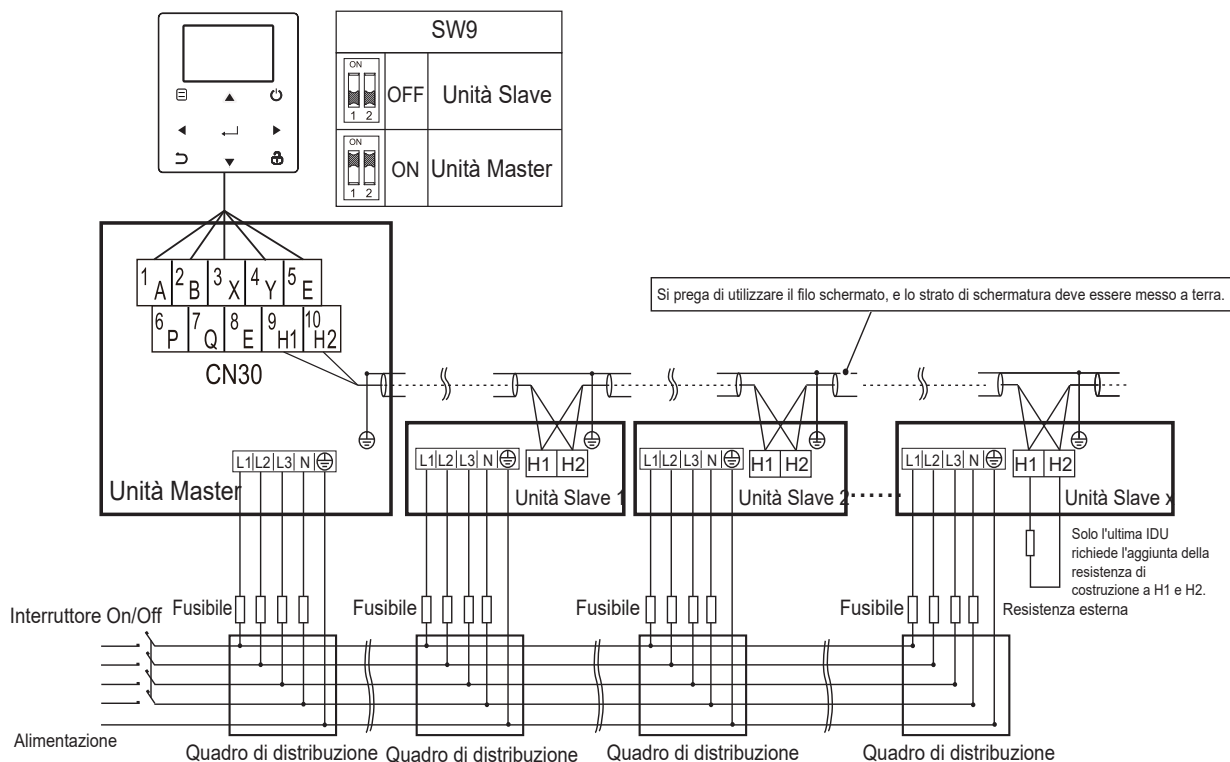 SW9
ON
1 2
OFF
Unità Slave
ON
1 2
ON
Unità Master
1 A
2 B
3 X
4 Y
5 E
6 P
7 Q
8 E
9 H1
10 H2
CN30
Si prega di utilizzare il filo schermato, e lo strato di schermatura deve essere messo a terra.
L1 L2 L3 N
Unità Master
L1 L2 L3 N
H1 H2
Unità Slave 1
L1 L2 L3 N
H1 H2
Unità Slave 2
L1 L2 L3 N
H1 H2
Unità Slave x
Solo l'ultima IDU
richiede l'aggiunta della
resistenza di
costruzione a H1 e H2.
Resistenza esterna
Interruttore On/Off
Fusibile
Fusibile
Fusibile
Fusibile
Alimentazione
Quadro di distribuzione
Quadro di distribuzione
Quadro di distribuzione
Quadro di distribuzione